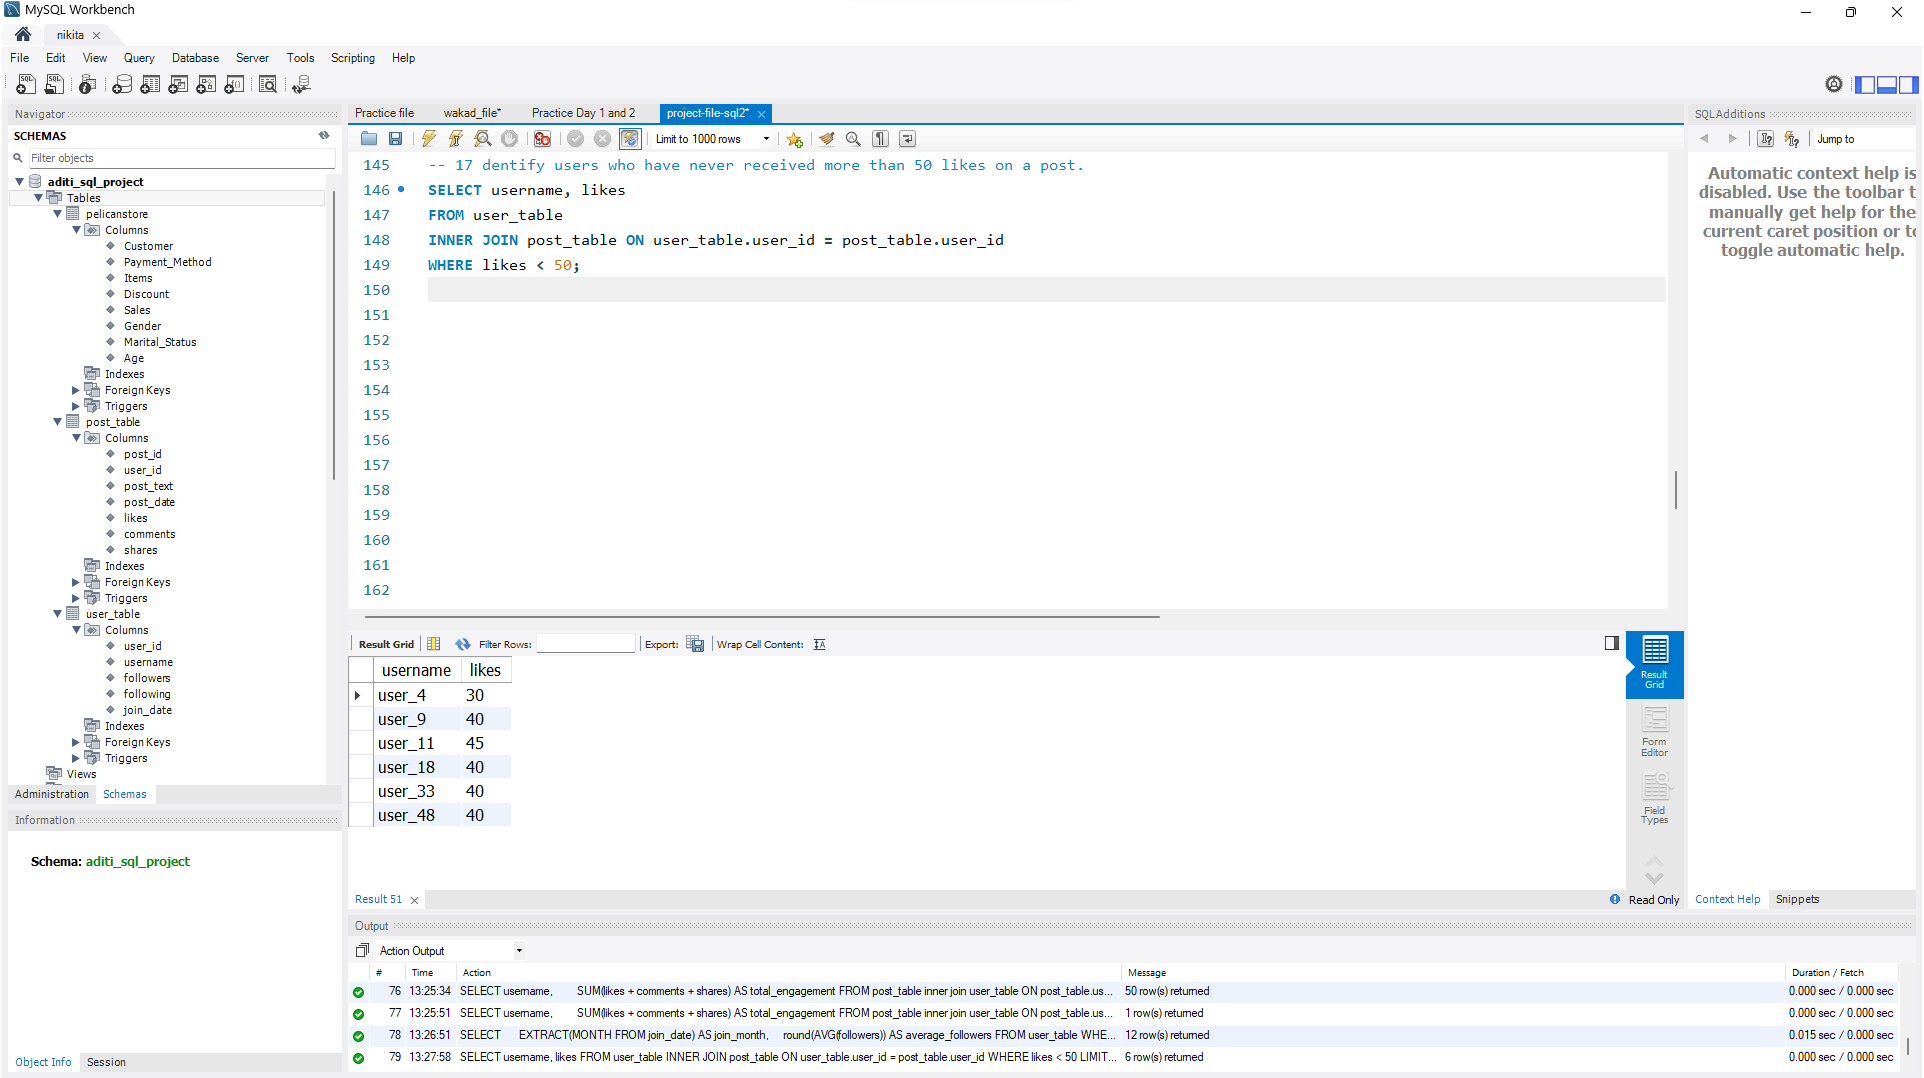 MySQL Workbench
nikita
File Edit View Query Database Server Tools Scripting Help
Navigator
SCHEMAS
Filter objects
aditi_sql_project
Tables
pelicanstore
Columns
Customer
Payment_Method
Items
Discount
Sales
Gender
Marital_Status
Age
Indexes
Foreign Keys
Triggers
post_table
Columns
post_id
user_id
post_text
post_date
likes
comments
shares
Indexes
Foreign Keys
Triggers
user_table
Columns
user_id
username
followers
following
join_date
Indexes
Foreign Keys
Triggers
Views
Administration Schemas
Information
Schema: aditi_sql_project
Object Info Session
Practice file wakad_file* Practice Day 1 and 2 project-file-sql2*
Limit to 1000 rows
145 -- 17 dentify users who have never received more than 50 likes on a post.
146 SELECT username, likes
147 FROM user_table
148 INNER JOIN post_table ON user_table.user_id = post_table.user_id
149 WHERE likes < 50;
150
151
152
153
154
155
156
157
158
159
160
161
162
Result Grid Filter Rows: Export: Wrap Cell Content:
username likes
user_4 30
user_9 40
user_11 45
user_18 40
user_33 40
user_48 40
Result Grid
Form Editor
Field Types
Result 51 Read Only
Output
Action Output
# Time Action Message Duration / Fetch
76 13:25:34 SELECT username, SUM(likes + comments + shares) AS total_engagement FROM post_table inner join user_table ON post_table.us... 50 row(s) returned 0.000 sec / 0.000 sec
77 13:25:51 SELECT username, SUM(likes + comments + shares) AS total_engagement FROM post_table inner join user_table ON post_table.us... 1 row(s) returned 0.000 sec / 0.000 sec
78 13:26:51 SELECT EXTRACT(MONTH FROM join_date) AS join_month, round(AVG(followers)) AS average_followers FROM user_table WHE... 12 row(s) returned 0.015 sec / 0.000 sec
79 13:27:58 SELECT username, likes FROM user_table INNER JOIN post_table ON user_table.user_id = post_table.user_id WHERE likes < 50 LIMIT... 6 row(s) returned 0.000 sec / 0.000 sec
SQLAdditions
Jump to
Automatic context help is
disabled. Use the toolbar t
manually get help for the
current caret position or to
toggle automatic help.
Context Help Snippets